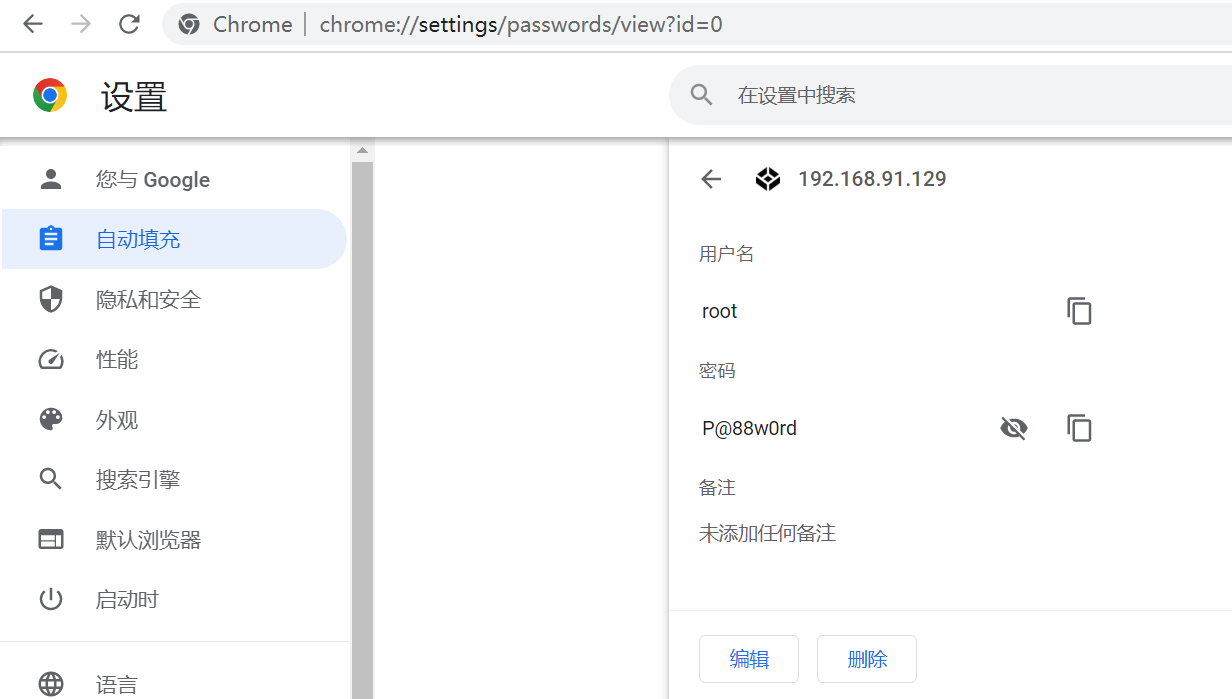 Chrome | chrome://settings/passwords/view?id=0
设置
在设置中搜索
您与 Google
自动填充
隐私和安全
性能
外观
搜索引擎
默认浏览器
启动时
语言
192.168.91.129
用户名
root
密码
P@88w0rd
备注
未添加任何备注
编辑
删除